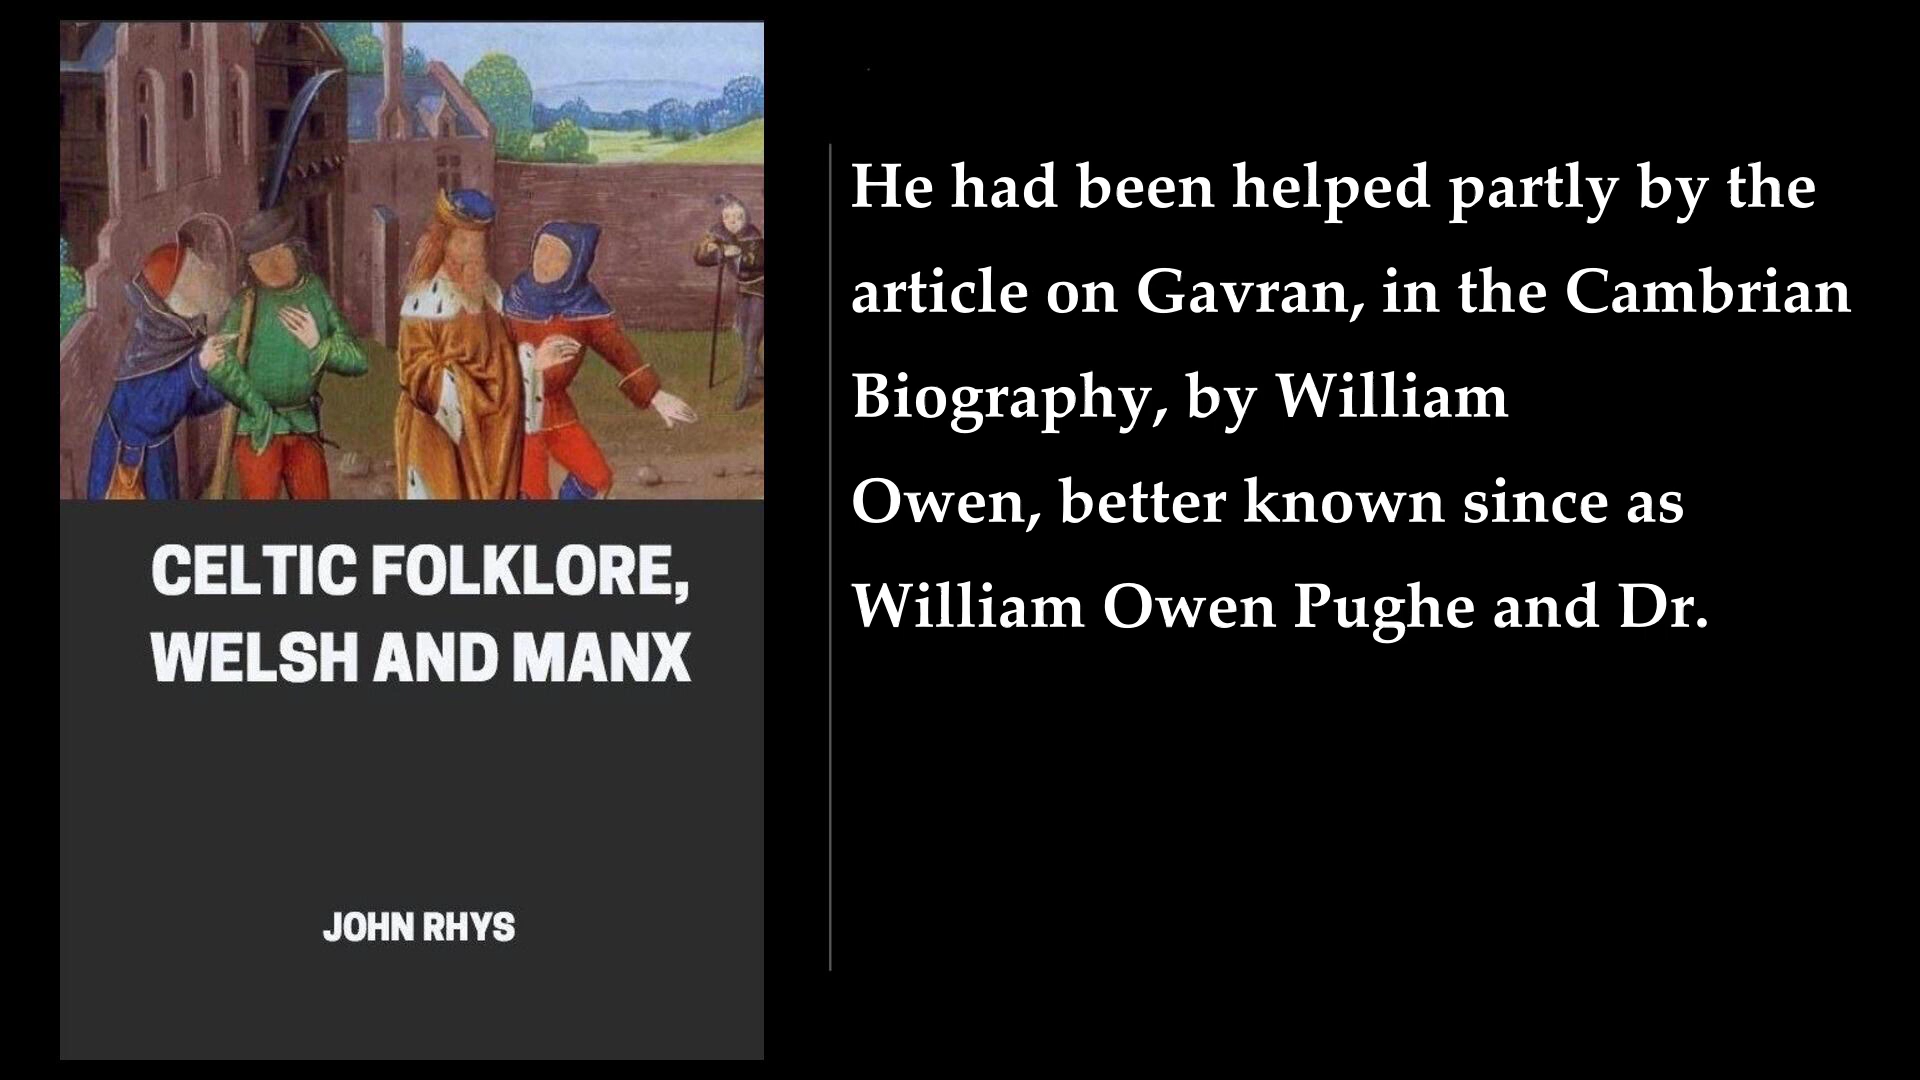 CELTIC FOLKLORE,
WELSH AND MANX
JOHN RHYS
He had been helped partly by the
article on Gavran, in the Cambrian
Biography, by William
Owen, better known since as
William Owen Pughe and Dr.